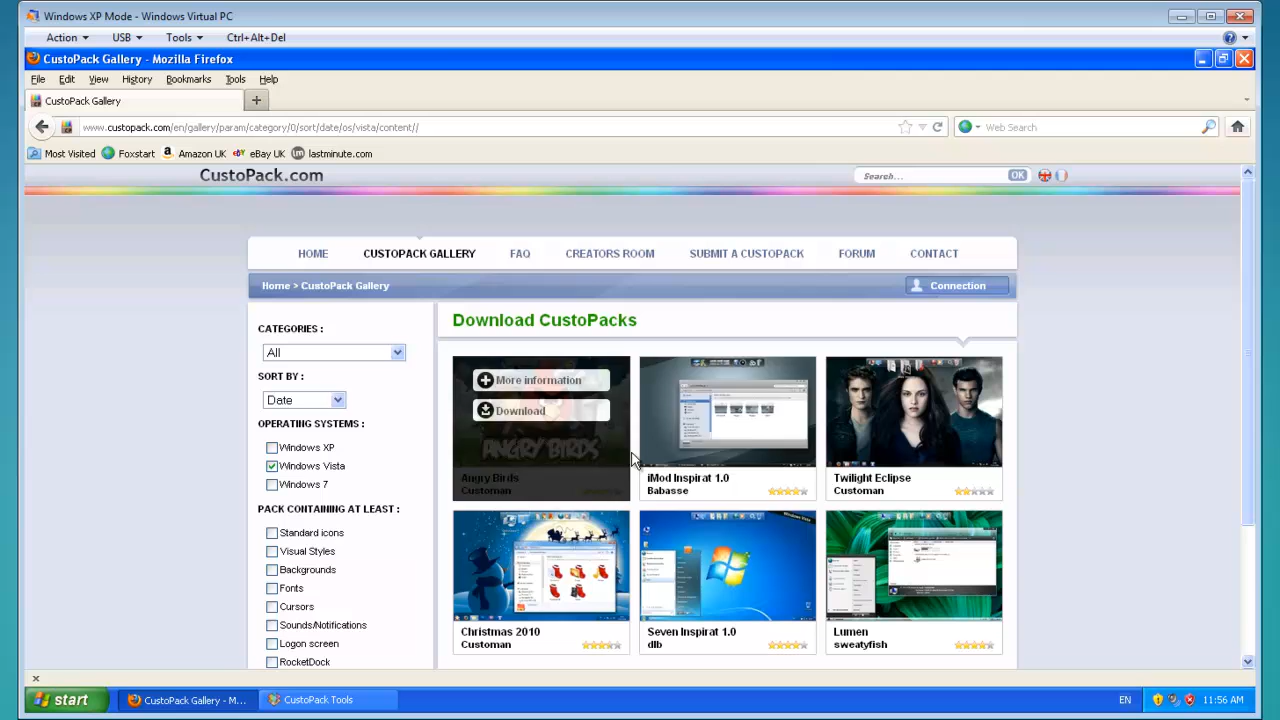 Windows XP Mode - Windows Virtual PC
Action USB Tools Ctrl+Alt+Del
CustoPack Gallery - Mozilla Firefox
File Edit View History Bookmarks Tools Help
CustoPack Gallery
www.custopack.com/en/gallery/param/category/0/sort/date/os/vista/content//
Web Search
Most Visited Foxstart Amazon UK eBay UK lastminute.com
CustoPack.com
Search... OK
HOME CUSTOPACK GALLERY FAQ CREATORS ROOM SUBMIT A CUSTOPACK FORUM CONTACT
Home > CustoPack Gallery
Connection
CATEGORIES :
All
SORT BY :
Date
OPERATING SYSTEMS :
Windows XP
Windows Vista
Windows 7
PACK CONTAINING AT LEAST :
Standard icons
Visual Styles
Backgrounds
Fonts
Cursors
Sounds/Notifications
Logon screen
RocketDock
Download CustoPacks
More information
Download
ANGRY BIRDS
Angry Birds
Customan
iMod Inspirat 1.0
Babasse
Twilight Eclipse
Customan
Christmas 2010
Customan
Seven Inspirat 1.0
dlb
Lumen
sweatyfish
start
CustoPack Gallery - M...
CustoPack Tools
EN
11:56 AM